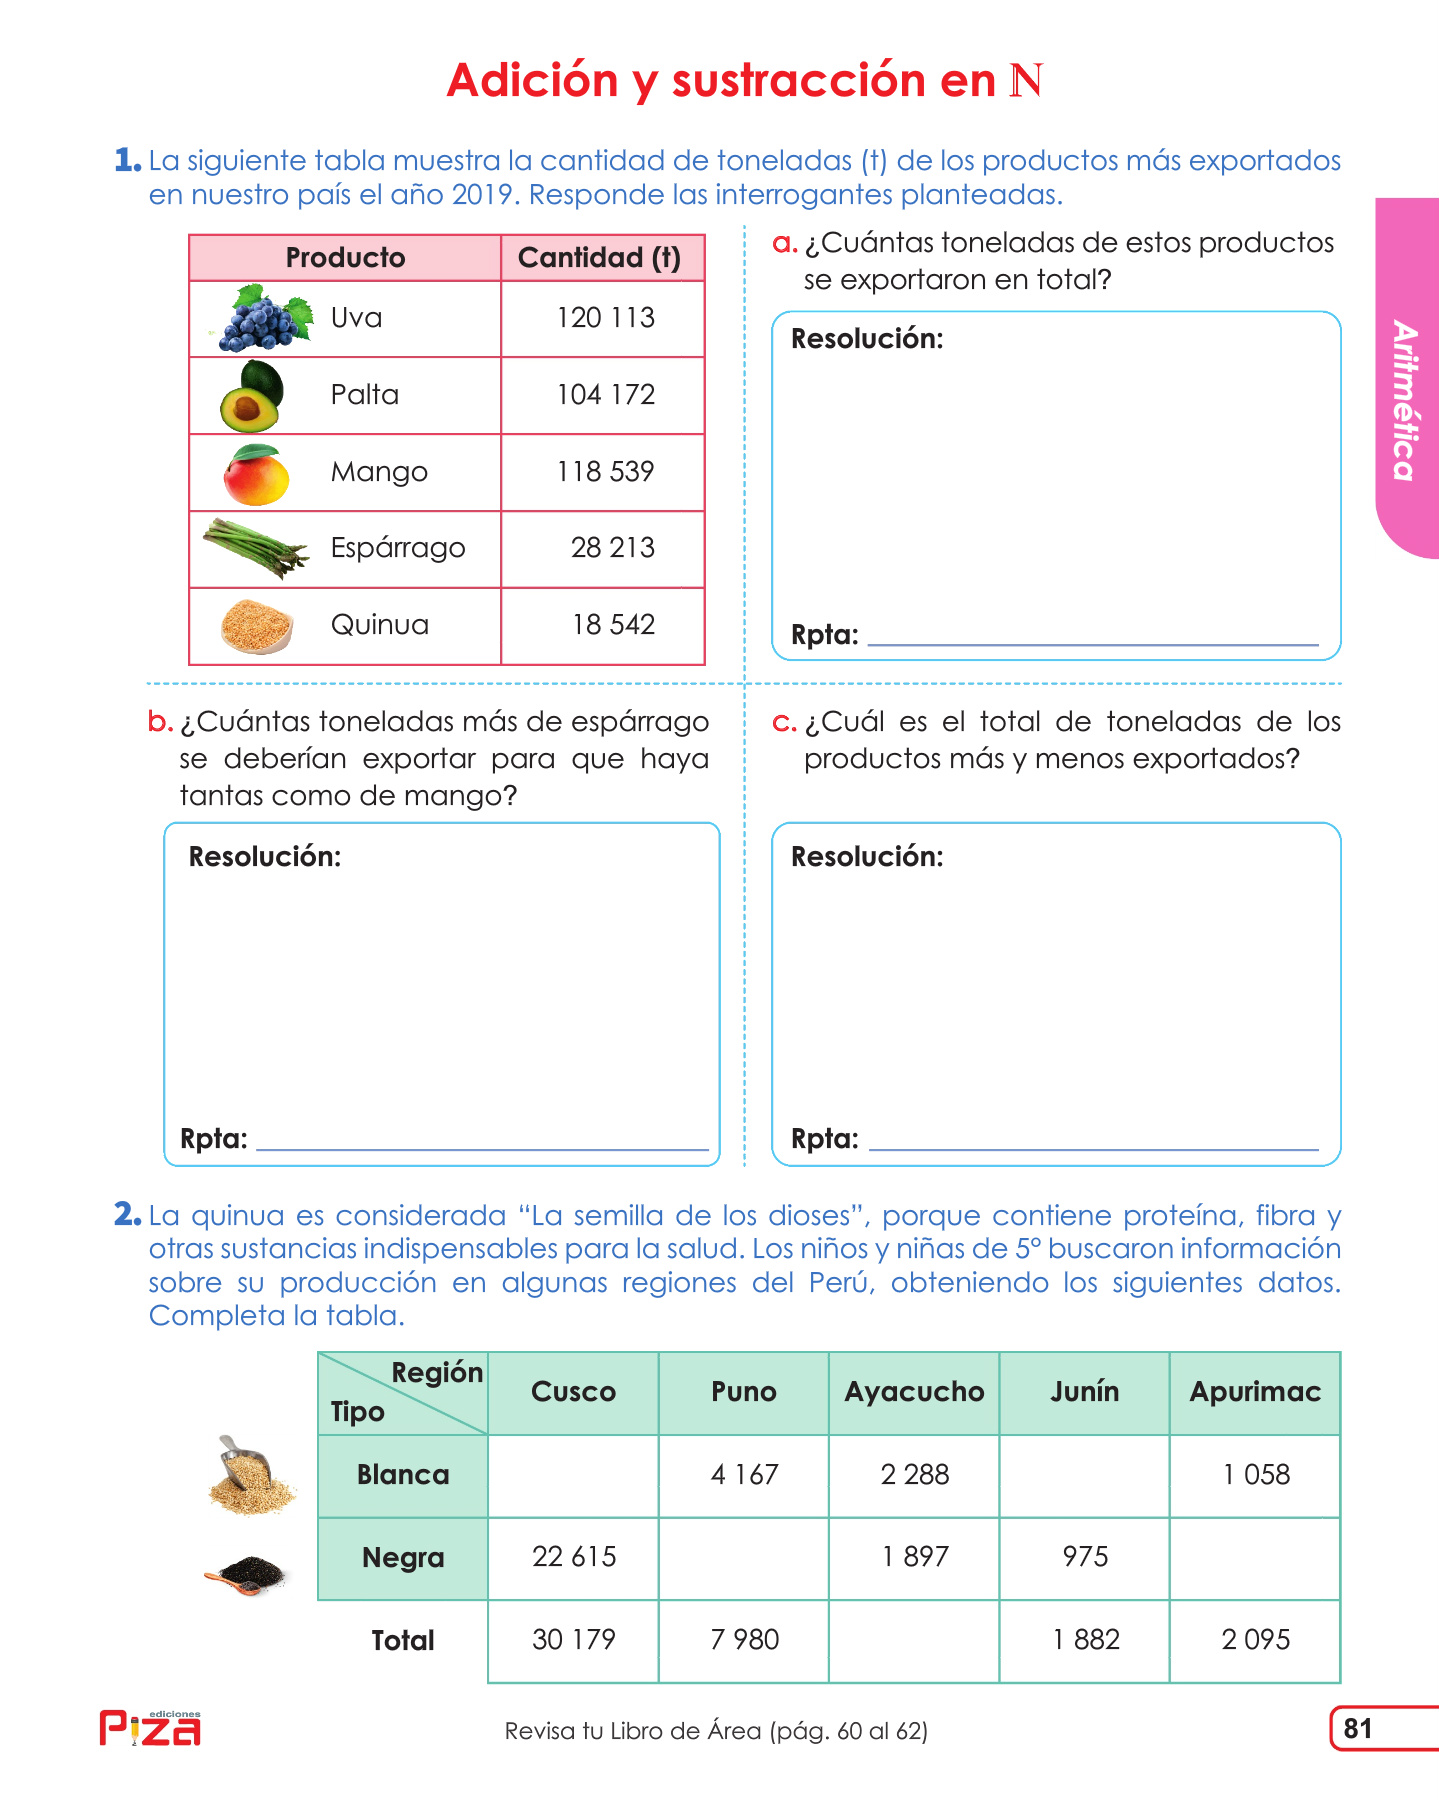 Adición y sustracción en N
1. La siguiente tabla muestra la cantidad de toneladas (t) de los productos más exportados
en nuestro país el año 2019. Responde las interrogantes planteadas.
Producto Cantidad (t)
Uva 120 113
Palta 104 172
Mango 118 539
Espárrago 28 213
Quinua 18 542
a. ¿Cuántas toneladas de estos productos
se exportaron en total?
Resolución:
Rpta:
Aritmética
b. ¿Cuántas toneladas más de espárrago
se deberían exportar para que haya
tantas como de mango?
Resolución:
Rpta:
c. ¿Cuál es el total de toneladas de los
productos más y menos exportados?
Resolución:
Rpta:
2. La quinua es considerada “La semilla de los dioses”, porque contiene proteína, fibra y
otras sustancias indispensables para la salud. Los niños y niñas de 5° buscaron información
sobre su producción en algunas regiones del Perú, obteniendo los siguientes datos.
Completa la tabla.
Región
Tipo
Cusco Puno Ayacucho Junín Apurimac
Blanca 4 167 2 288 1 058
Negra 22 615 1 897 975
Total 30 179 7 980 1 882 2 095
ediciones
Piza
Revisa tu Libro de Área (pág. 60 al 62)
81